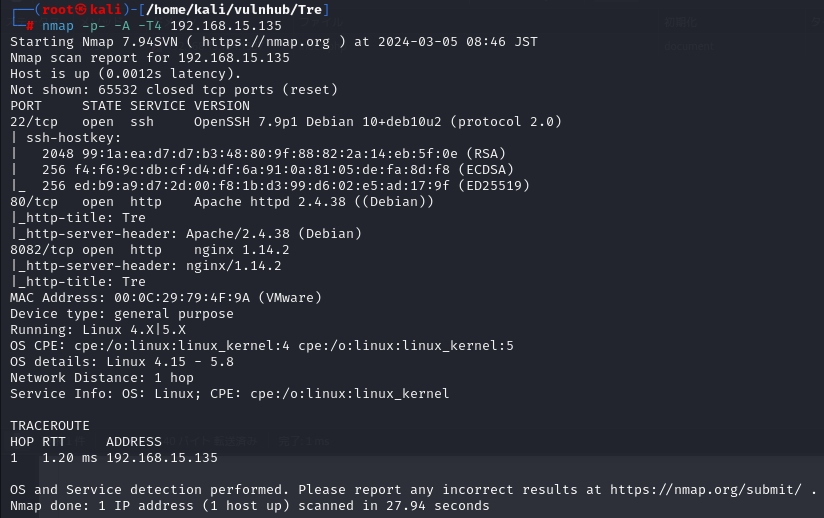 ┌──(root㉿kali)-[/home/kali/vulnhub/Tre]
└─# nmap -p- -A -T4 192.168.15.135
Starting Nmap 7.94SVN ( https://nmap.org ) at 2024-03-05 08:46 JST
Nmap scan report for 192.168.15.135
Host is up (0.0012s latency).
Not shown: 65532 closed tcp ports (reset)
PORT     STATE SERVICE VERSION
22/tcp   open  ssh     OpenSSH 7.9p1 Debian 10+deb10u2 (protocol 2.0)
| ssh-hostkey:
|   2048 99:1a:ea:d7:d7:b3:48:80:9f:88:82:2a:14:eb:5f:0e (RSA)
|   256 f4:f6:9c:db:cf:d4:df:6a:91:0a:81:05:de:fa:8d:f8 (ECDSA)
|_  256 ed:b9:a9:d7:2d:00:f8:1b:d3:99:d6:02:e5:ad:17:9f (ED25519)
80/tcp   open  http    Apache httpd 2.4.38 ((Debian))
|_http-title: Tre
|_http-server-header: Apache/2.4.38 (Debian)
8082/tcp open  http    nginx 1.14.2
|_http-server-header: nginx/1.14.2
|_http-title: Tre
MAC Address: 00:0C:29:79:4F:9A (VMware)
Device type: general purpose
Running: Linux 4.X|5.X
OS CPE: cpe:/o:linux:linux_kernel:4 cpe:/o:linux:linux_kernel:5
OS details: Linux 4.15 - 5.8
Network Distance: 1 hop
Service Info: OS: Linux; CPE: cpe:/o:linux:linux_kernel
TRACEROUTE
HOP RTT     ADDRESS
1   1.20 ms 192.168.15.135
OS and Service detection performed. Please report any incorrect results at https://nmap.org/submit/ .
Nmap done: 1 IP address (1 host up) scanned in 27.94 seconds